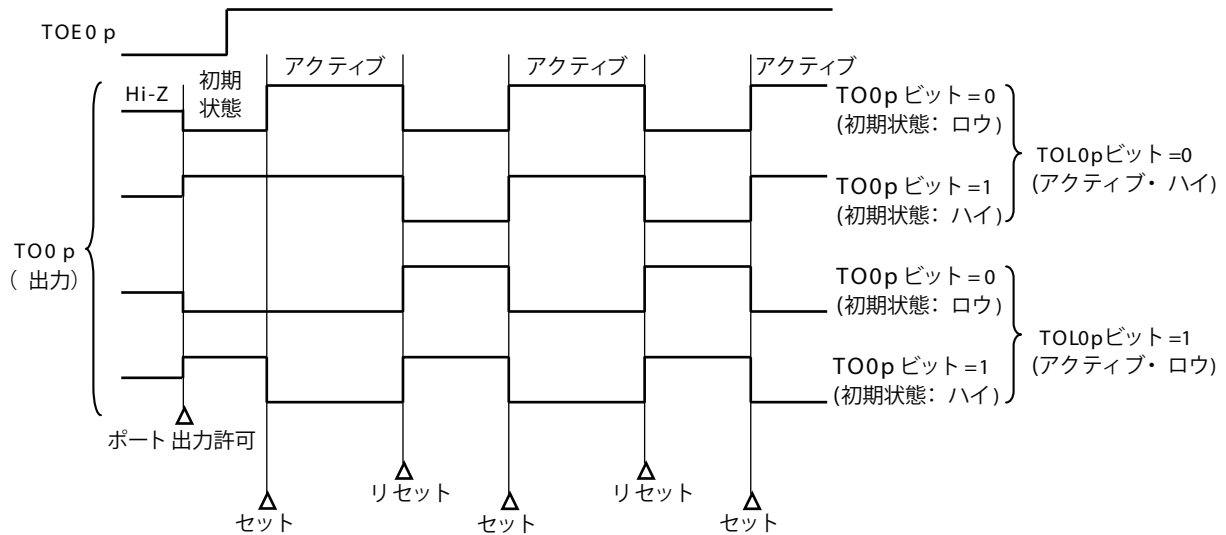 TOE0 p
アクティブ
アクティブ
アクティブ
Hi-Z
初期
状態
TO0p ビット = 0
(初期状態: ロウ)
TOL0pビット =0
(アクティブ・ ハイ)
TO0p ビット =1
(初期状態: ハイ)
TO0 p
( 出力)
TO0p ビット = 0
(初期状態: ロウ)
TOL0pビット =1
(アクティブ・ ロウ)
TO0p ビット =1
(初期状態: ハイ)
ポート 出力許可
リセット
リセット
セット
セット
セット